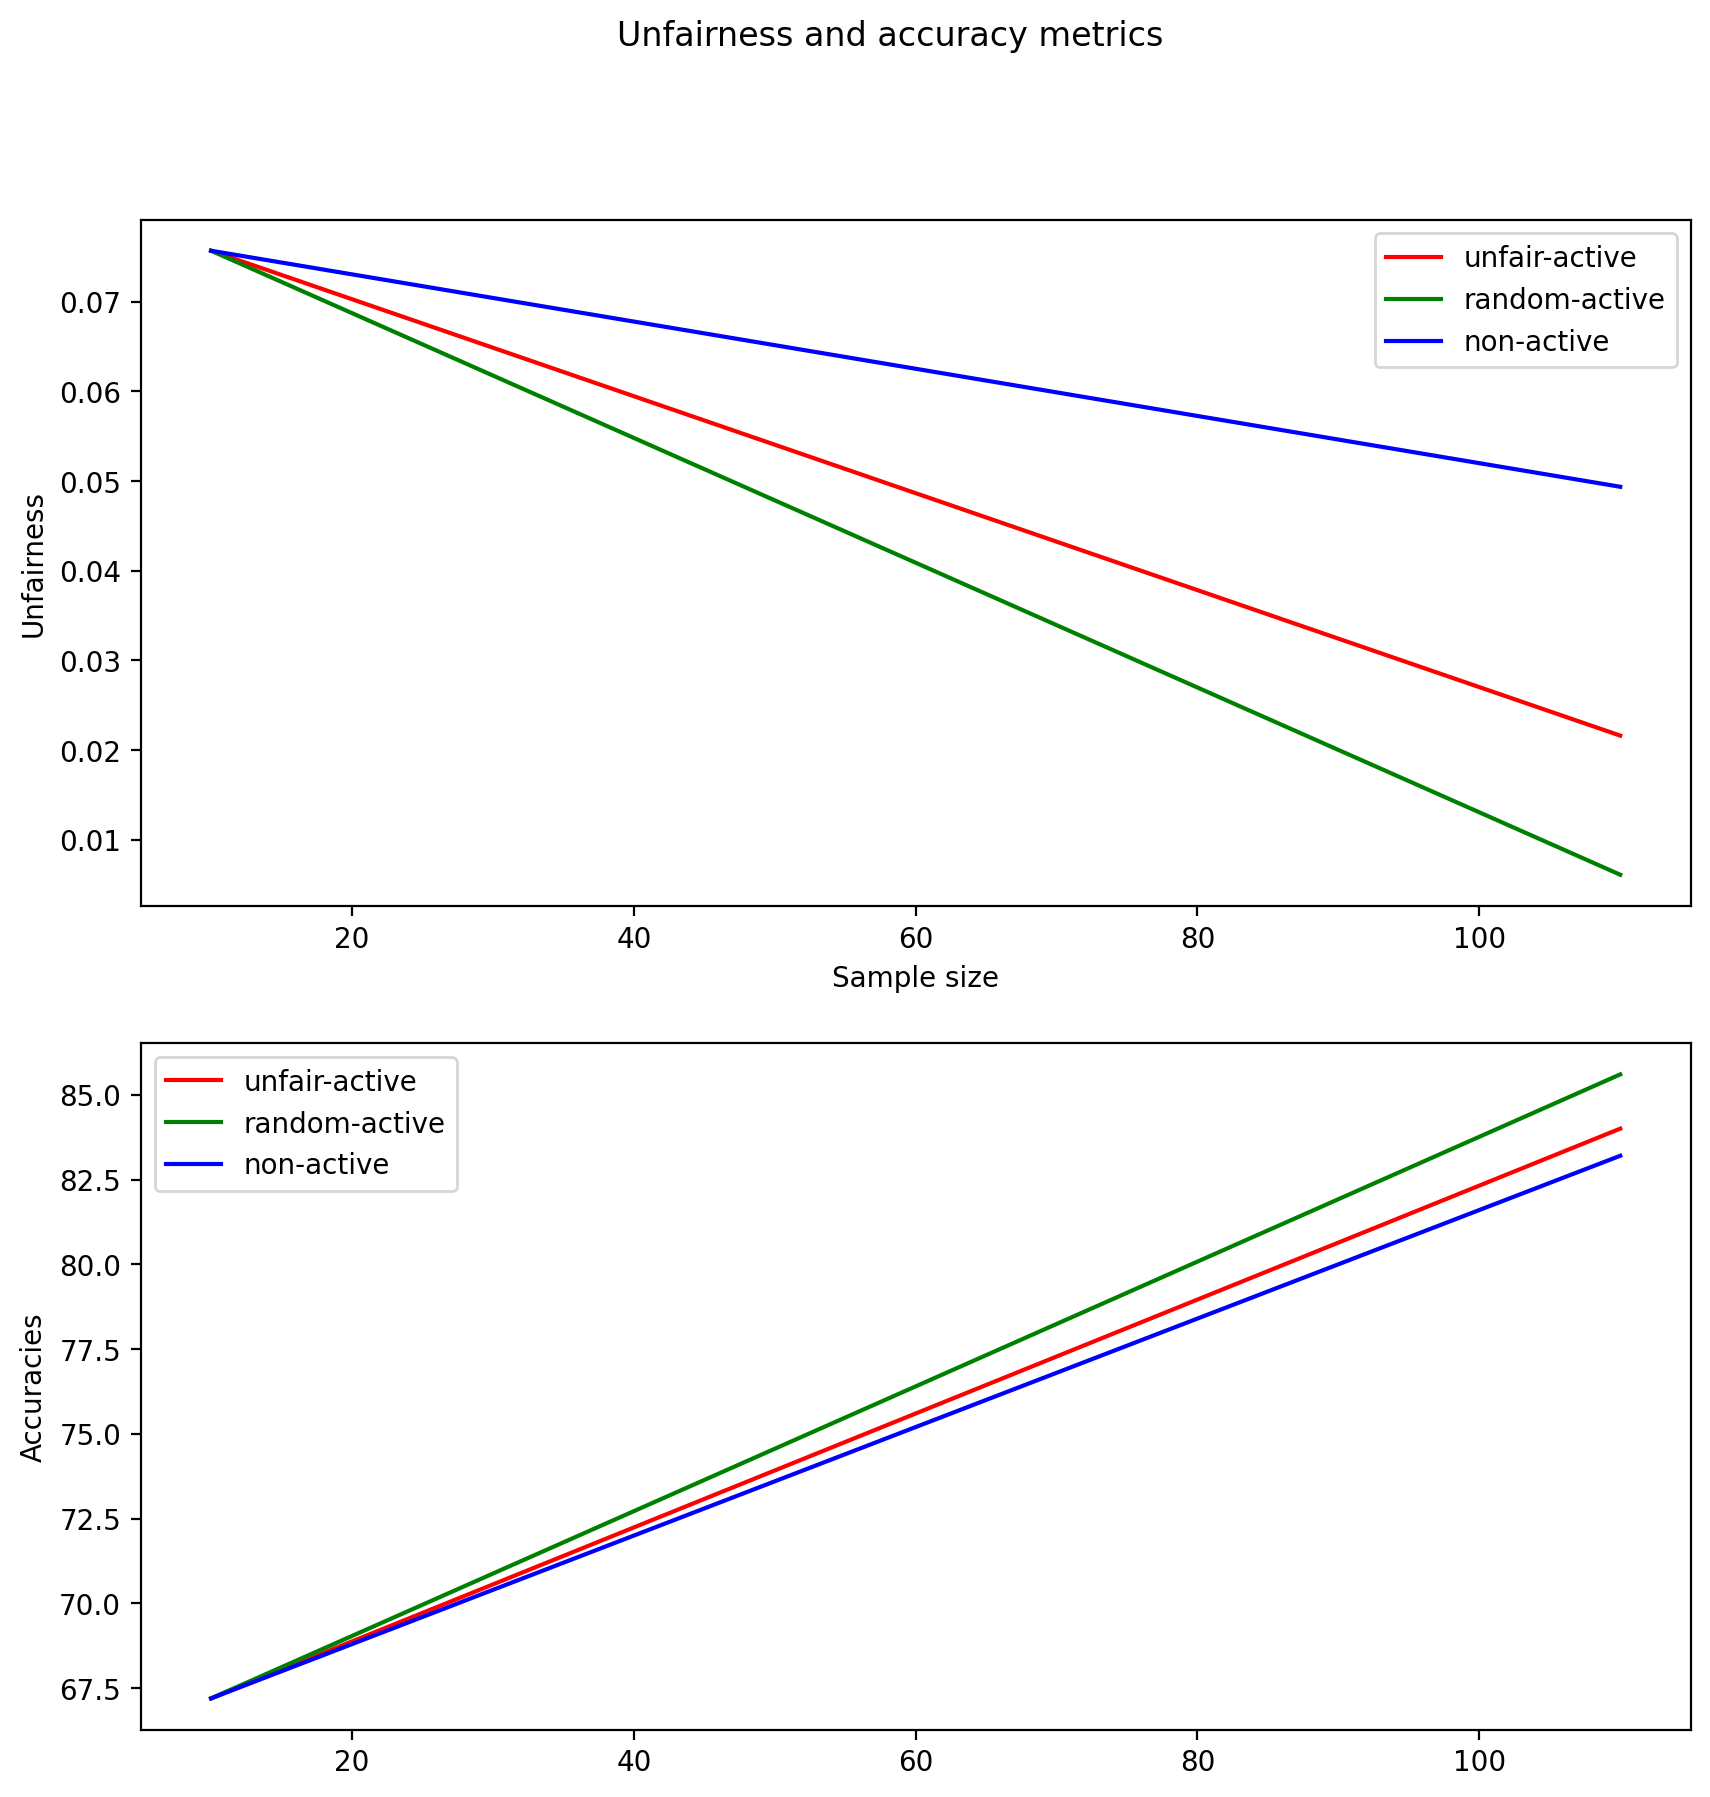 Unfairness and accuracy metrics
unfair-active
random-active
non-active
0.07
0.06
0.05
0.04
0.03
0.02
0.01
Unfairness
20 40 60 80 100
Sample size
unfair-active
random-active
non-active
85.0
82.5
80.0
77.5
75.0
72.5
70.0
67.5
Accuracies
20 40 60 80 100